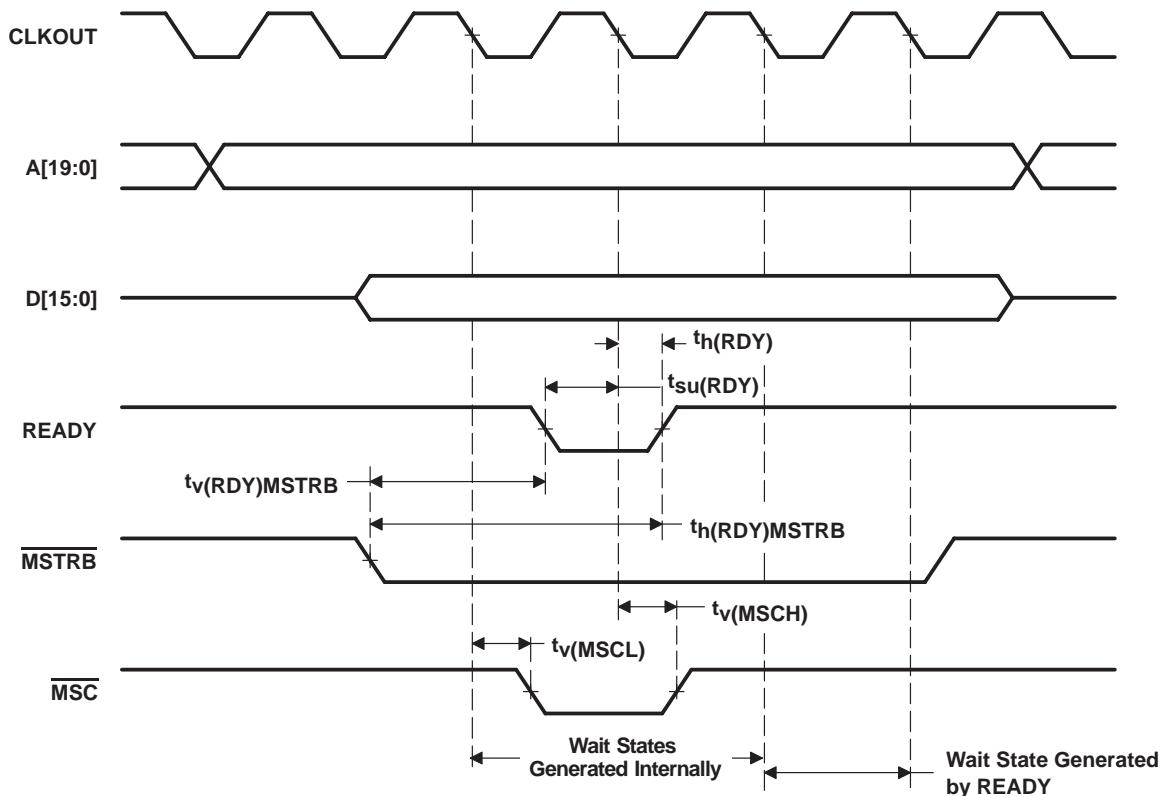 CLKOUT
A[19:0]
D[15:0]
th(RDY)
tsu(RDY)
READY
tv(RDY)MSTRB
th(RDY)MSTRB
MSTRB
tv(MSCH)
tv(MSCL)
MSC
Wait States
Generated Internally
Wait State Generated
by READY